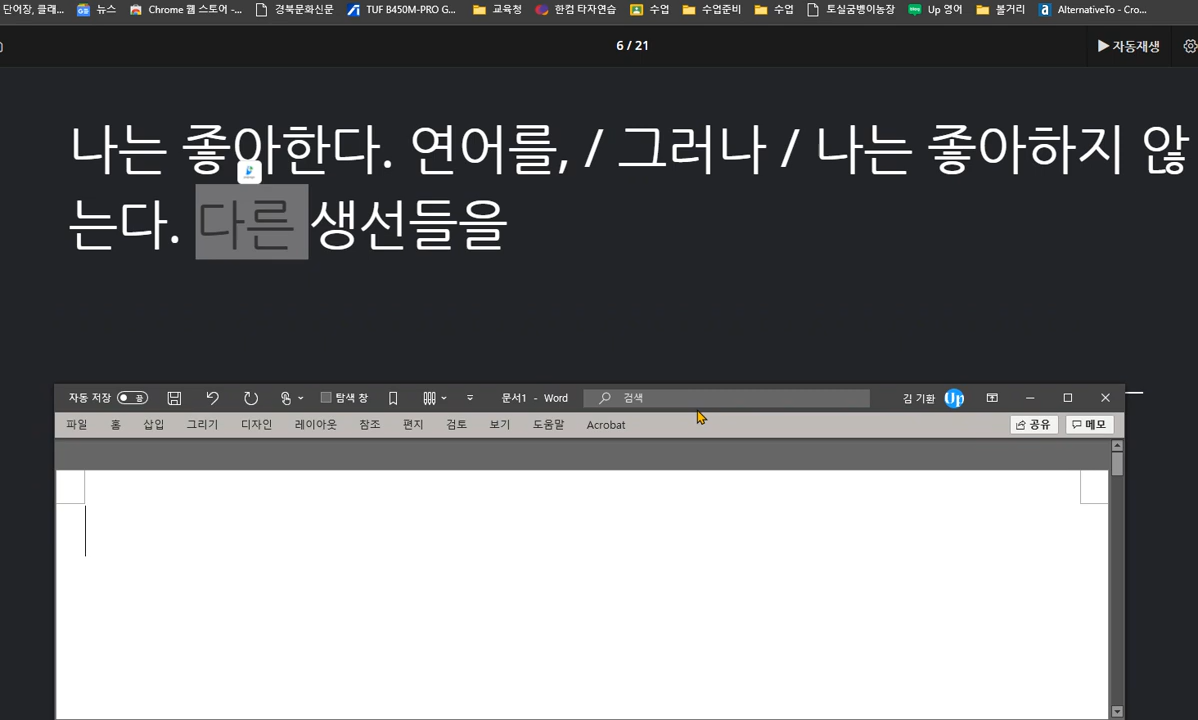 단어장, 클래... 뉴스 Chrome 웹 스토어 -... 경북문화신문 TUF B450M-PRO G... 교육청 한컴 타자연습 수업 수업준비 수업 토실굼벵이농장 Up 영어 볼거리 AlternativeTo - Cro...
6 / 21
자동재생
나는 좋아한다. 연어를, / 그러나 / 나는 좋아하지 않
는다. 다른 생선들을
자동 저장 끔 탐색 창 문서1 - Word 검색 김 기환 Up
파일 홈 삽입 그리기 디자인 레이아웃 참조 편지 검토 보기 도움말 Acrobat 공유 메모